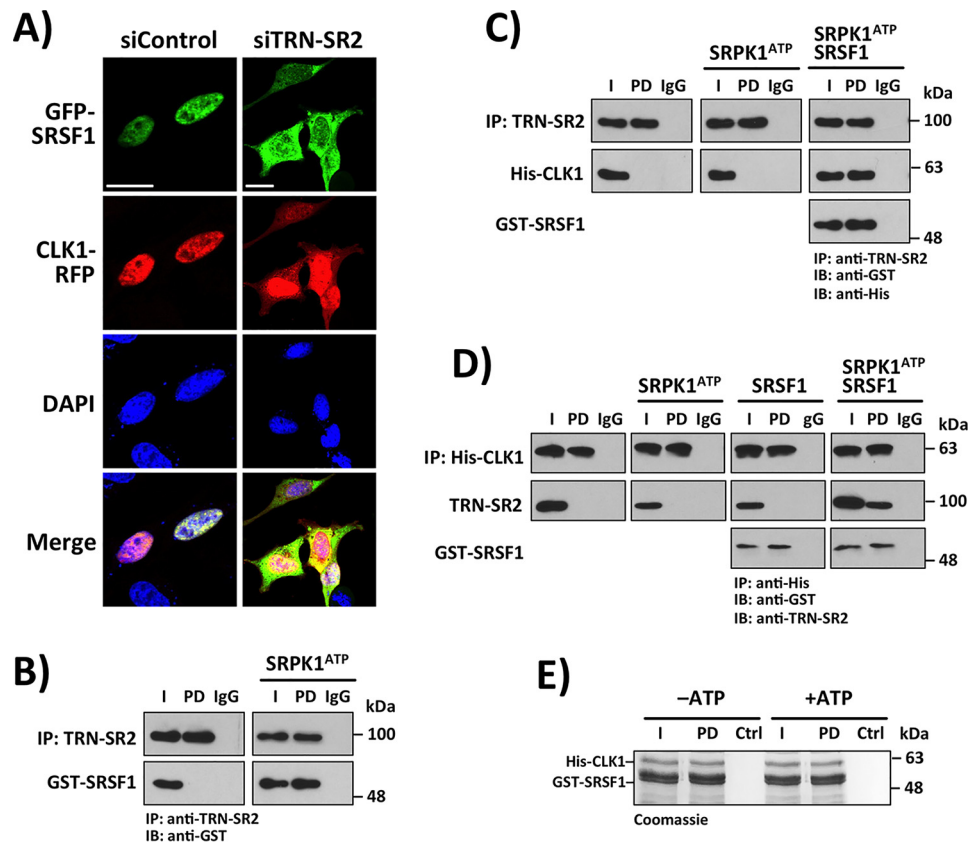 A)
siControl siTRN-SR2
GFP-
SRSF1
CLK1-
RFP
DAPI
Merge
B)
SRPK1ATP
I PD IgG I PD IgG
kDa
IP: TRN-SR2 100
GST-SRSF1
48
IP: anti-TRN-SR2
IB: anti-GST
C)
SRPK1ATP
SRPK1ATP
SRSF1
I PD IgG I PD IgG I PD IgG
kDa
IP: TRN-SR2 100
His-CLK1 63
GST-SRSF1
48
IP: anti-TRN-SR2
IB: anti-GST
IB: anti-His
D)
SRPK1ATP SRSF1
SRPK1ATP
SRSF1
I PD IgG I PD IgG I PD gG I PD IgG
kDa
IP: His-CLK1 63
TRN-SR2 100
GST-SRSF1
48
IP: anti-His
IB: anti-GST
IB: anti-TRN-SR2
E)
–ATP +ATP
I PD Ctrl I PD Ctrl kDa
His-CLK1 63
GST-SRSF1
48
Coomassie